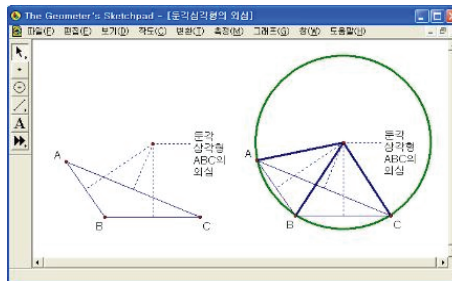 The Geometer's Sketchpad - [둔각삼각형의 외심]
파일(F) 편집(E) 보기(D) 작도(C) 변환(T) 측정(M) 그래프(G) 창(W) 도움말(H)
A
A
B
C
둔각
삼각형
ABC의
외심
A
B
C
둔각
삼각형
ABC의
외심